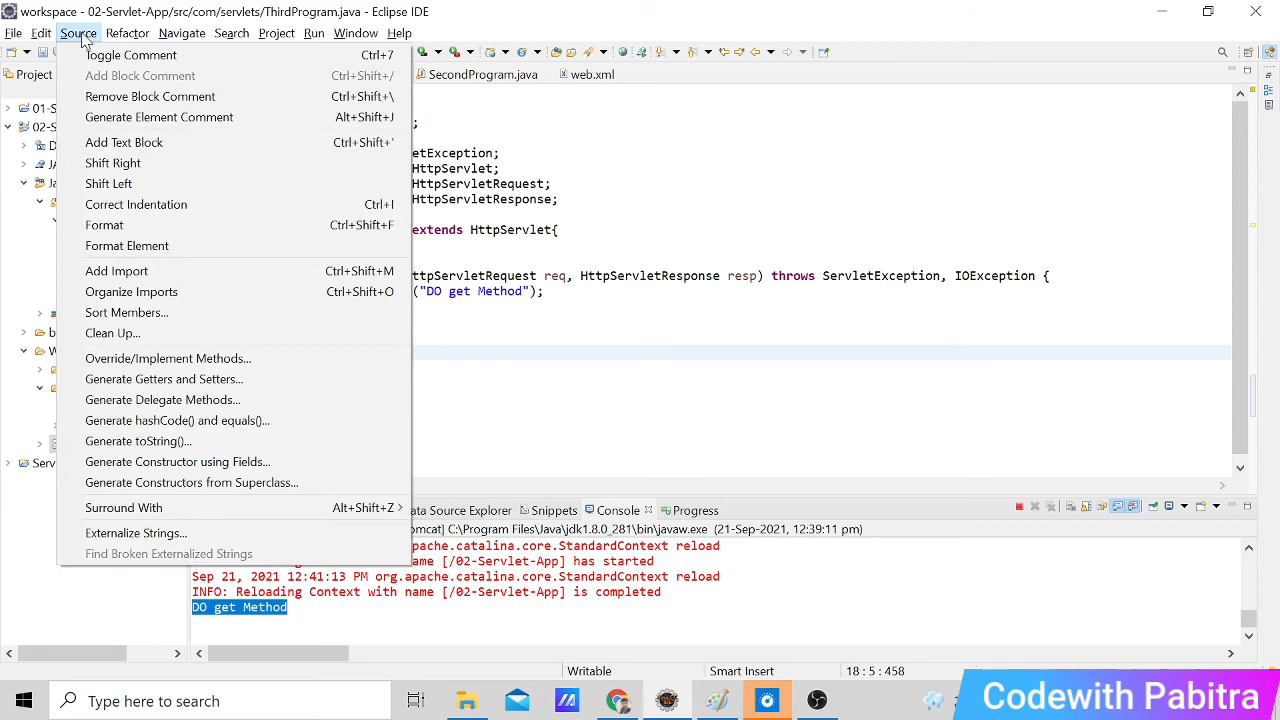 workspace - 02-Servlet-App/src/com/servlets/ThirdProgram.java - Eclipse IDE
File Edit Source Refactor Navigate Search Project Run Window Help
Toggle Comment Ctrl+7
Project
SecondProgram.java web.xml
Add Block Comment Ctrl+Shift+/
Remove Block Comment Ctrl+Shift+\
Generate Element Comment Alt+Shift+J
Add Text Block Ctrl+Shift+'
Shift Right
Shift Left
Correct Indentation Ctrl+I
Format Ctrl+Shift+F
Format Element
Add Import Ctrl+Shift+M
Organize Imports Ctrl+Shift+O
Sort Members...
Clean Up...
Override/Implement Methods...
Generate Getters and Setters...
Generate Delegate Methods...
Generate hashCode() and equals()...
Generate toString()...
Generate Constructor using Fields...
Generate Constructors from Superclass...
Surround With Alt+Shift+Z
Externalize Strings...
Find Broken Externalized Strings
01-S
02-S
D
JA
Ja
b
W
Serv
;
etException;
HttpServlet;
HttpServletRequest;
HttpServletResponse;
extends HttpServlet{
ttpServletRequest req, HttpServletResponse resp) throws ServletException, IOException {
("DO get Method");
ata Source Explorer Snippets Console Progress
omcat] C:\Program Files\Java\jdk1.8.0_281\bin\javaw.exe (21-Sep-2021, 12:39:11 pm)
apache.catalina.core.StandardContext reload
name [/02-Servlet-App] has started
Sep 21, 2021 12:41:13 PM org.apache.catalina.core.StandardContext reload
INFO: Reloading Context with name [/02-Servlet-App] is completed
DO get Method
Writable Smart Insert 18 : 5 : 458
Type here to search
Codewith Pabitra